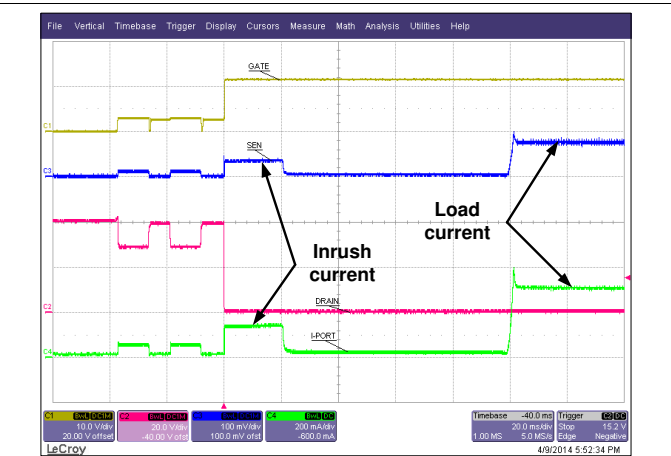 File Vertical Timebase Trigger Display Cursors Measure Math Analysis Utilities Help
GATE
C1
SEN
C3
Load
current
Inrush
current
DRAIN
C2
I-PORT
C4
C1 BwL DC1M
10.0 V/div
20.00 V offset
C2 BwL DC1M
20.0 V/div
-40.00 V ofst
100 mV/div
100.0 mV ofst
C4 BwL DC
200 mA/div
-600.0 mA
Timebase -40.0 ms
20.0 ms/div
1.00 MS 5.0 MS/s
Trigger C2 DC
Stop 15.2 V
Edge Negative
LeCroy
4/9/2014 5:52:34 PM